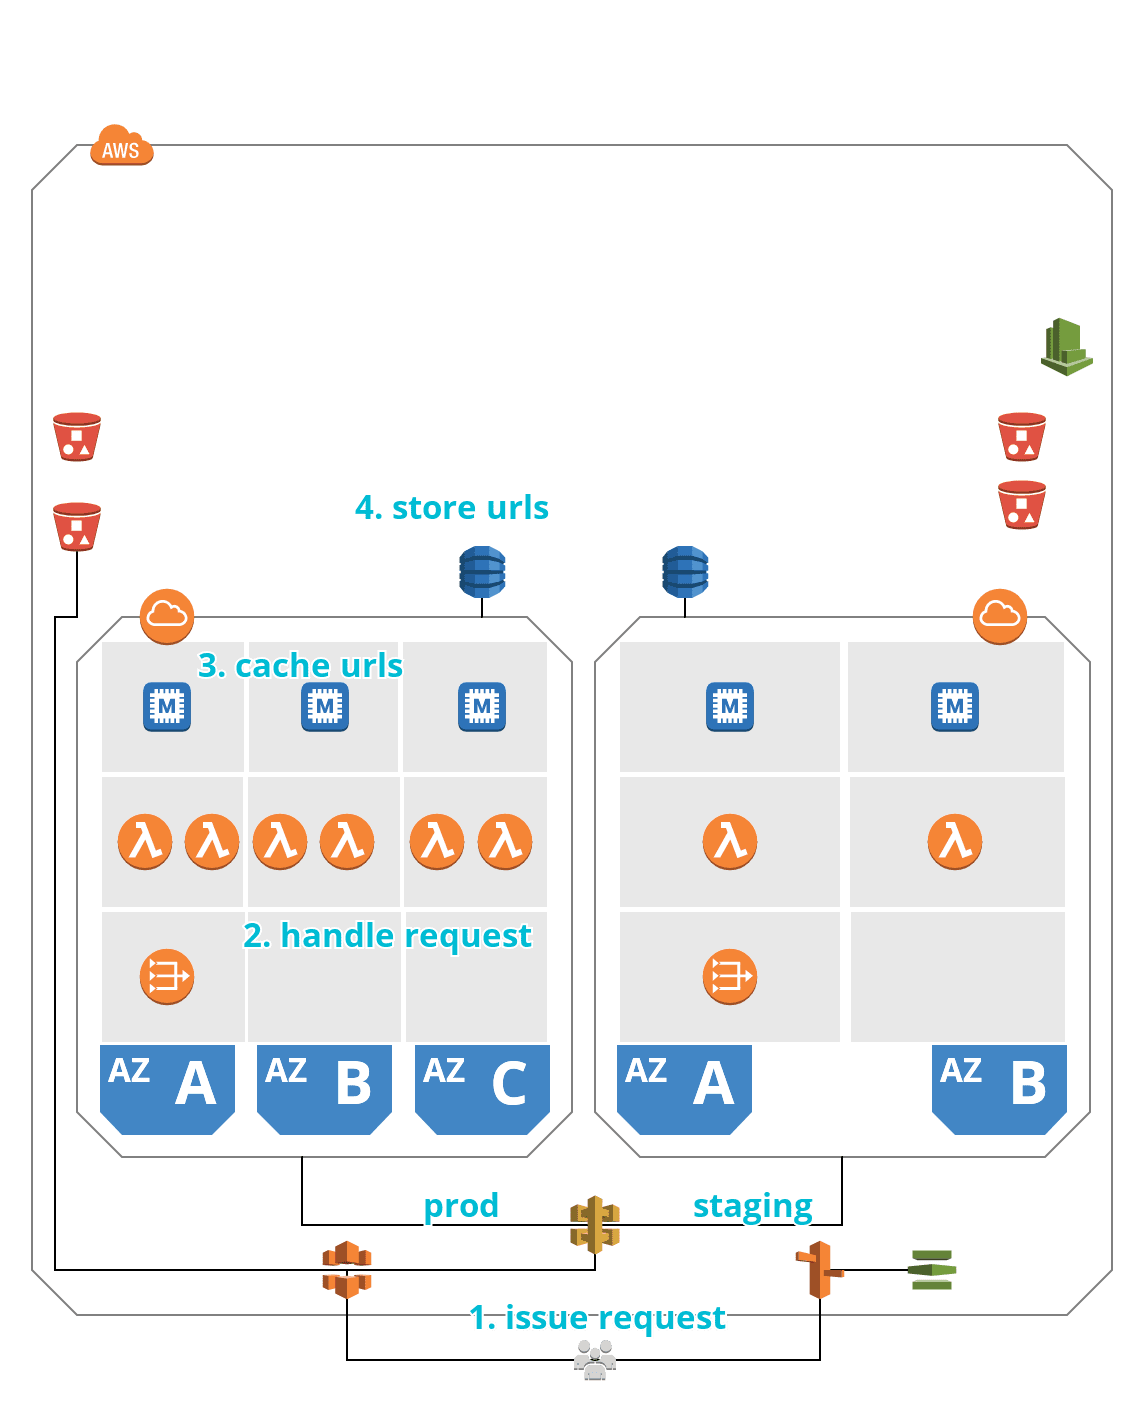 AWS
4. store urls
3. cache urls
M
M
M
M
M
2. handle request
AZ A
AZ B
AZ C
AZ A
AZ B
prod
staging
1. issue request